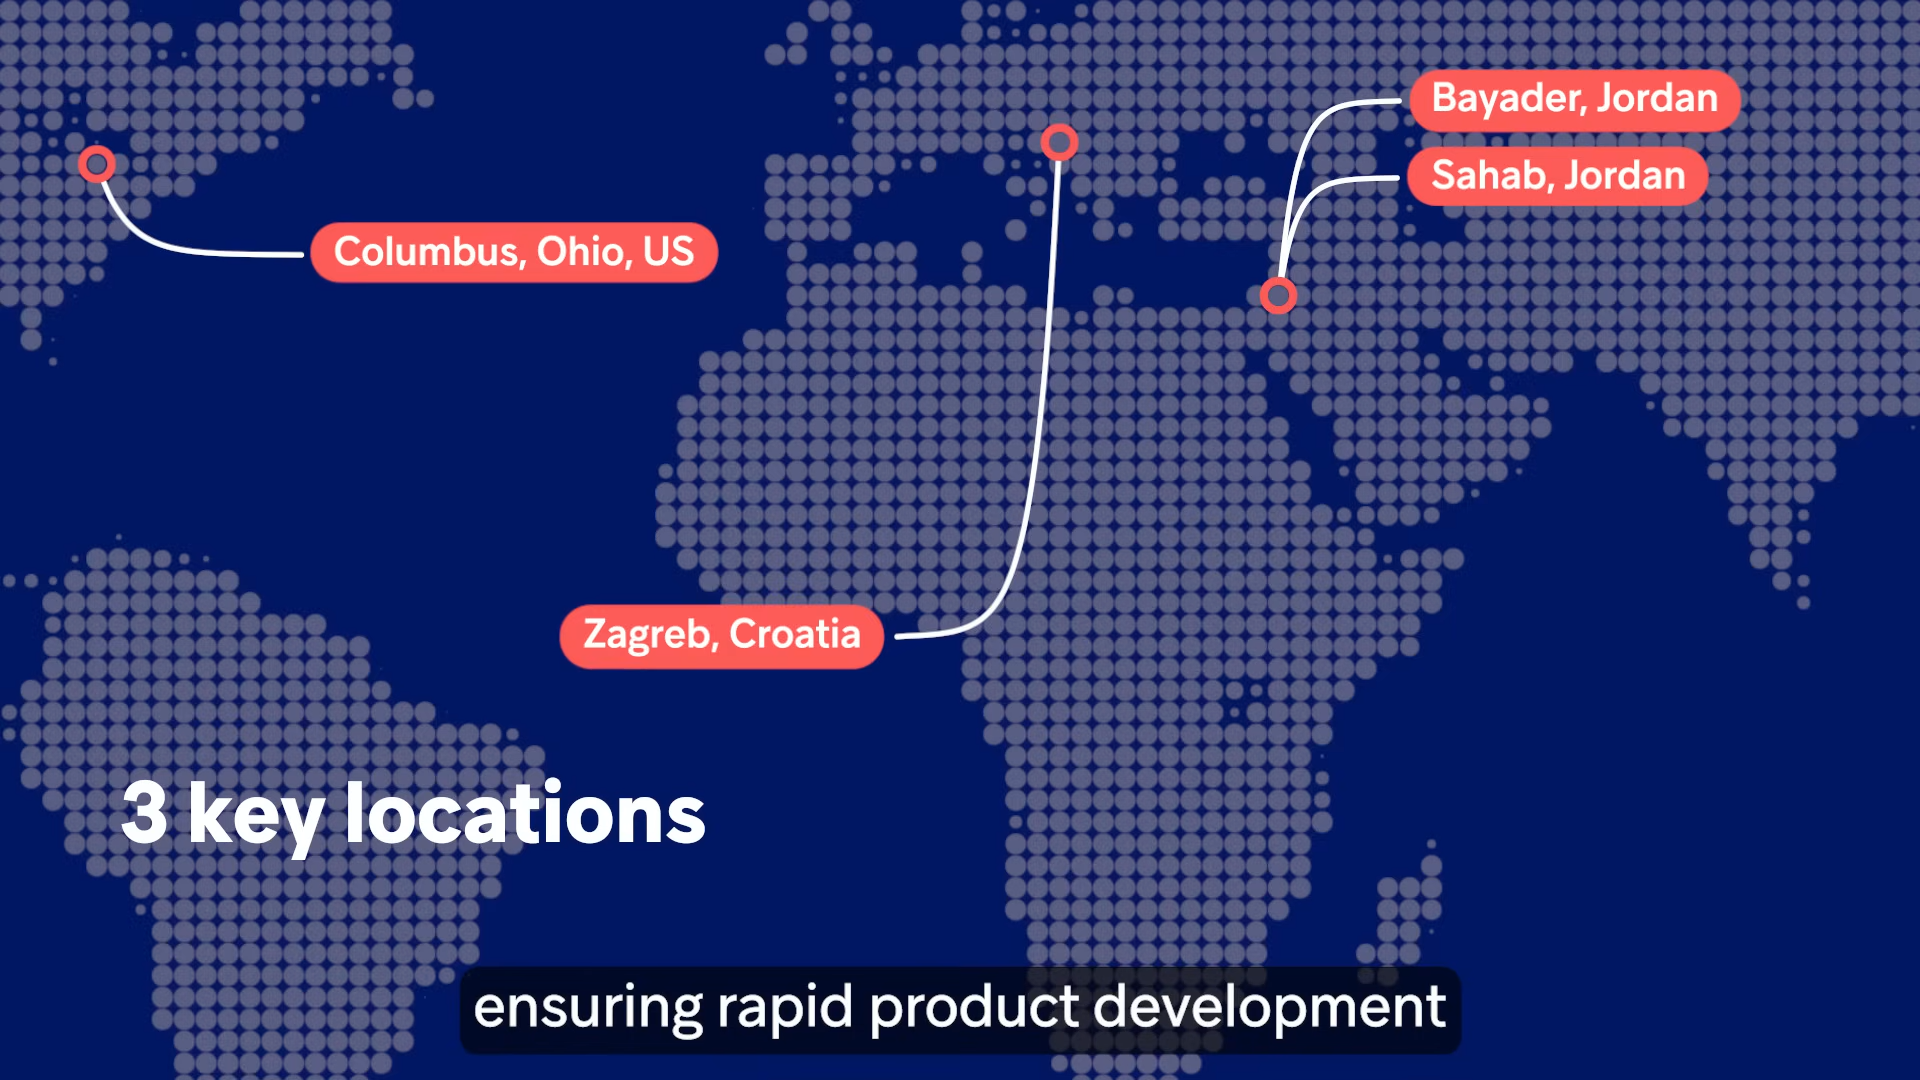 Bayader, Jordan
Sahab, Jordan
Columbus, Ohio, US
Zagreb, Croatia
3 key locations
ensuring rapid product development